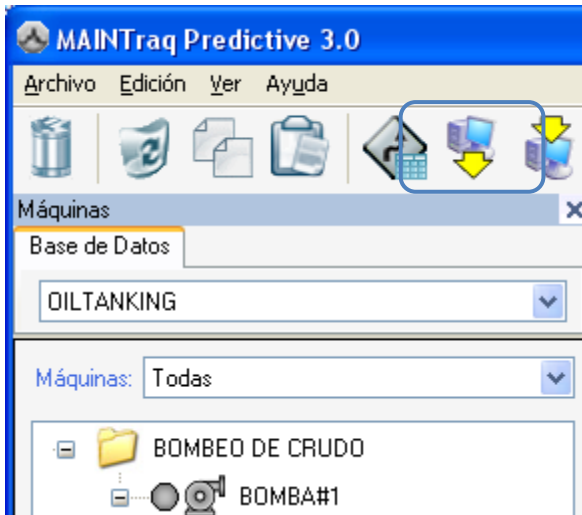 MAINTraq Predictive 3.0
Archivo Edición Ver Ayuda
Máquinas
Base de Datos
OILTANKING
Máquinas: Todas
BOMBEO DE CRUDO
BOMBA#1